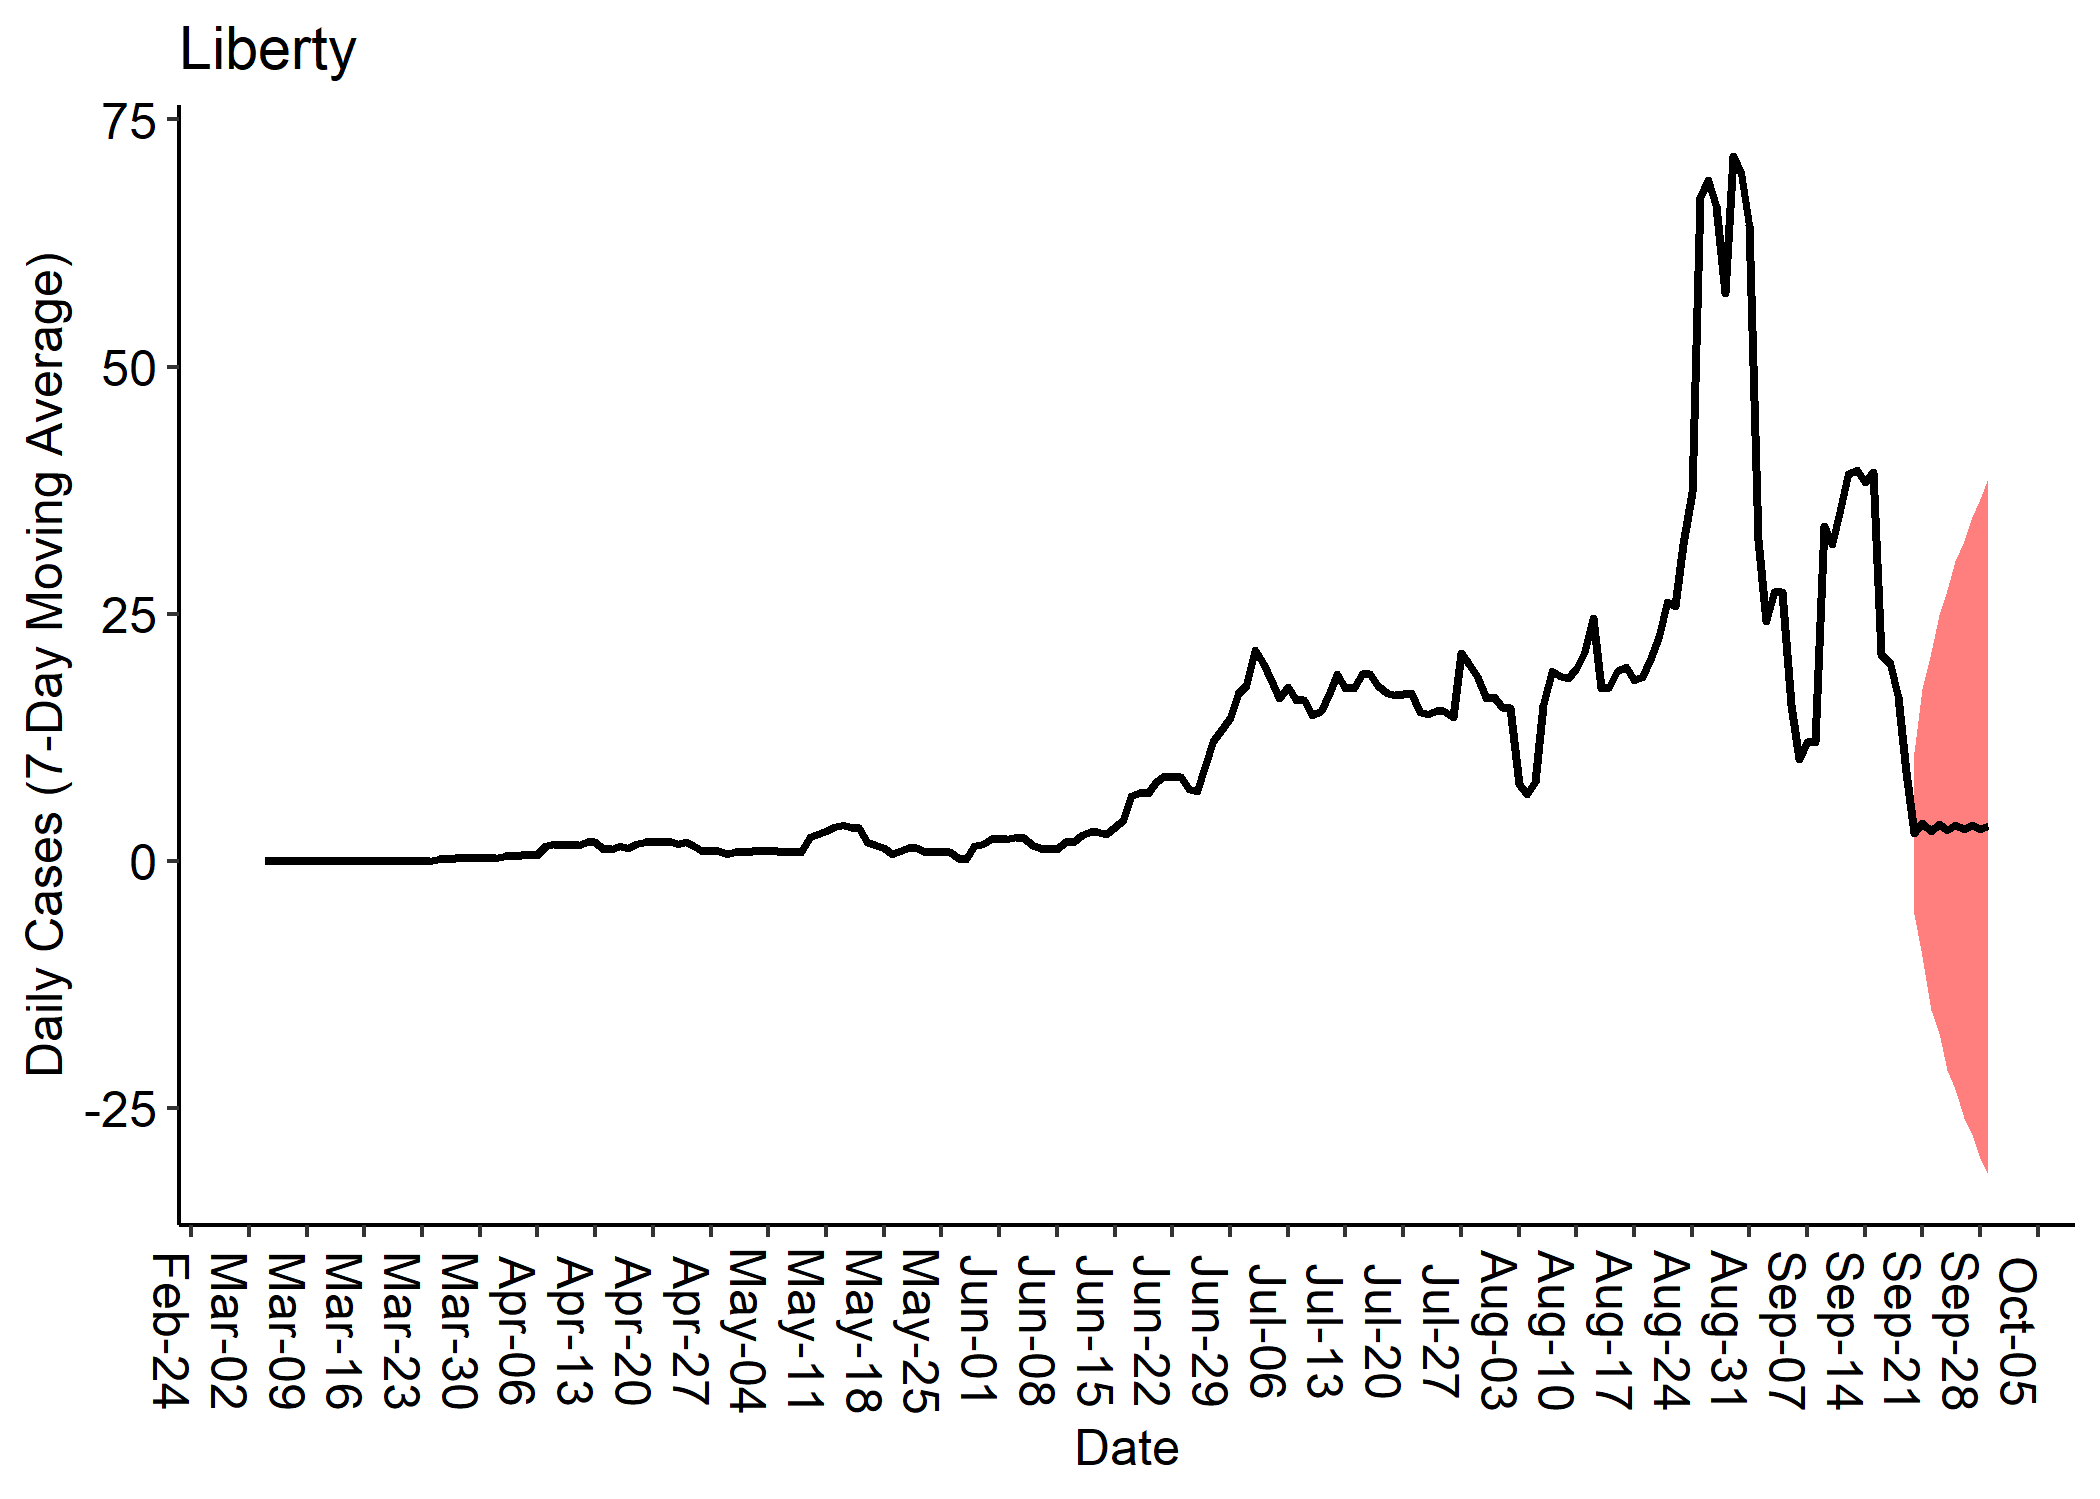 Liberty
Daily Cases (7-Day Moving Average)
75
50
25
0
-25
Feb-24
Mar-02
Mar-09
Mar-16
Mar-23
Mar-30
Apr-06
Apr-13
Apr-20
Apr-27
May-04
May-11
May-18
May-25
Jun-01
Jun-08
Jun-15
Jun-22
Jun-29
Jul-06
Jul-13
Jul-20
Jul-27
Aug-03
Aug-10
Aug-17
Aug-24
Aug-31
Sep-07
Sep-14
Sep-21
Sep-28
Oct-05
Date